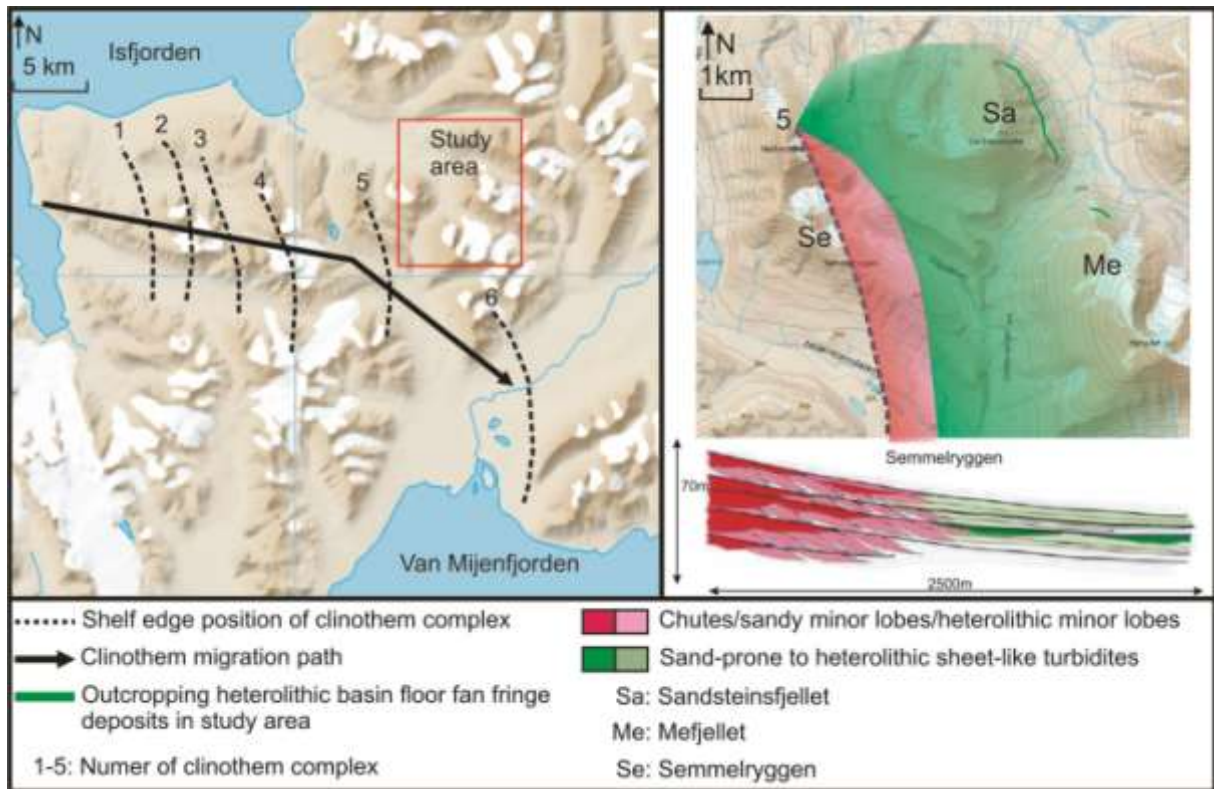 N
5 km
Isfjorden
1
2
3
4
5
6
Study
area
Van Mijenfjorden
N
1km
5
Sa
Se
Me
Semmelryggen
70m
2500m
Shelf edge position of clinothem complex
Clinothem migration path
Outcropping heterolithic basin floor fan fringe
deposits in study area
1-5: Numer of clinothem complex
Chutes/sandy minor lobes/heterolithic minor lobes
Sand-prone to heterolithic sheet-like turbidites
Sa: Sandsteinsfjellet
Me: Mefjellet
Se: Semmelryggen